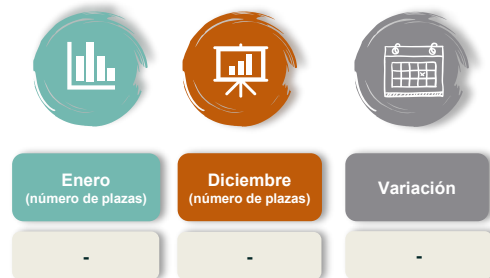 Enero
(número de plazas)
Diciembre
(número de plazas)
Variación
-
-
-